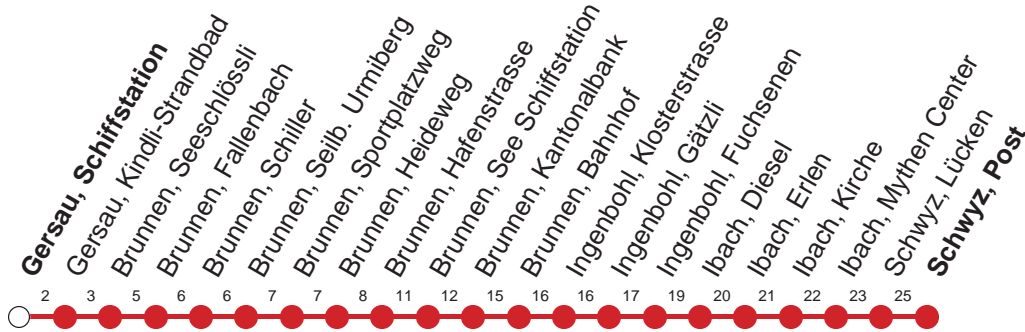 Gersau, Schiffstation
Gersau, Kindli-Strandbad
Brunnen, Seeschlössli
Brunnen, Fallenbach
Brunnen, Schiller
Brunnen, Seilb. Urmiberg
Brunnen, Sportplatzweg
Brunnen, Heideweg
Brunnen, Hafenstrasse
Brunnen, See Schiffstation
Brunnen, Kantonalbank
Brunnen, Bahnhof
Ingenbohl, Klosterstrasse
Ingenbohl, Gätzli
Ingenbohl, Fuchsenen
Ibach, Diesel
Ibach, Erlen
Ibach, Kirche
Ibach, Mythen Center
Schwyz, Lücken
Schwyz, Post
2 3 5 6 6 7 7 8 11 12 15 16 16 17 19 20 21 22 23 25